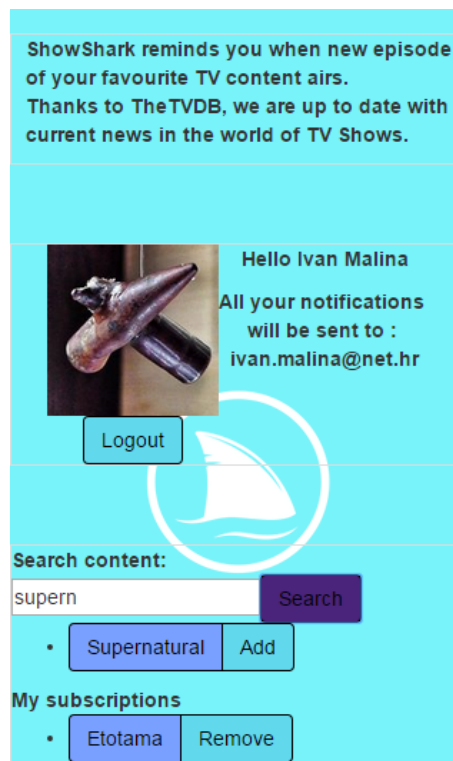 ShowShark reminds you when new episode
of your favourite TV content airs.
Thanks to TheTVDB, we are up to date with
current news in the world of TV Shows.
Hello Ivan Malina
All your notifications
will be sent to :
ivan.malina@net.hr
Logout
Search content:
supern Search
• Supernatural Add
My subscriptions
• Etotama Remove